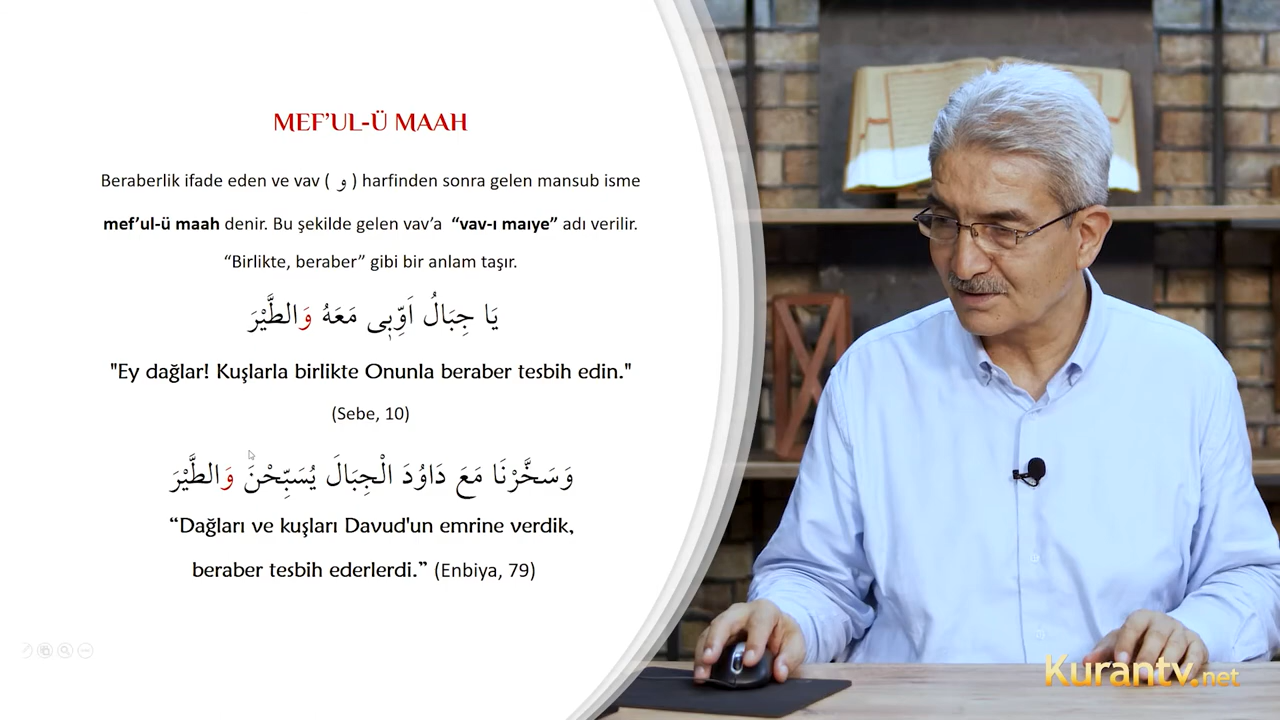 MEF’UL-Ü MAAH
Beraberlik ifade eden ve vav ( و ) harfinden sonra gelen mansub isme
mef’ul-ü maah denir. Bu şekilde gelen vav’a “vav-ı maıye” adı verilir.
“Birlikte, beraber” gibi bir anlam taşır.
يَا جِبَالُ اَوِّبٖى مَعَهُ وَالطَّيْرَ
"Ey dağlar! Kuşlarla birlikte Onunla beraber tesbih edin."
(Sebe, 10)
وَسَخَّرْنَا مَعَ دَاوُدَ الْجِبَالَ يُسَبِّحْنَ وَالطَّيْرَ
“Dağları ve kuşları Davud'un emrine verdik,
beraber tesbih ederlerdi.” (Enbiya, 79)
Kurantv.net